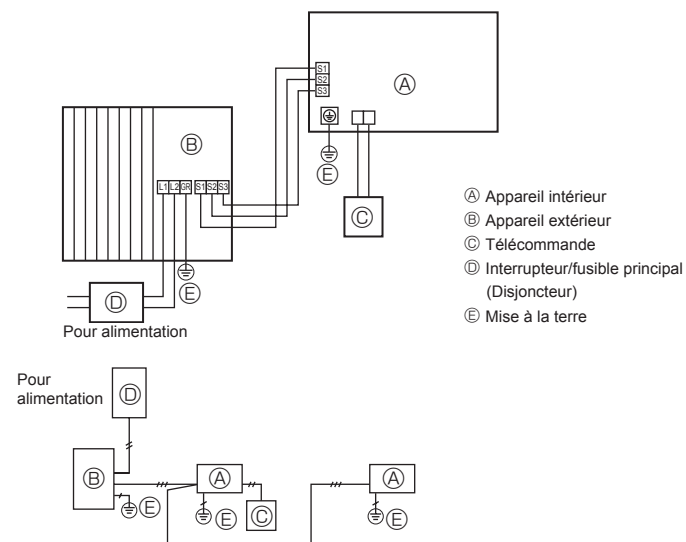 S1
S2
S3
Ⓐ
Ⓑ
L1 L2 GR S1 S2 S3
Ⓔ
Ⓒ
Ⓔ
Ⓓ
Pour alimentation
Ⓐ Appareil intérieur
Ⓑ Appareil extérieur
Ⓒ Télécommande
Ⓓ Interrupteur/fusible principal
(Disjoncteur)
Ⓔ Mise à la terre
Pour
alimentation
Ⓓ
Ⓑ
Ⓔ
Ⓐ
Ⓔ
Ⓒ
Ⓐ
Ⓔ